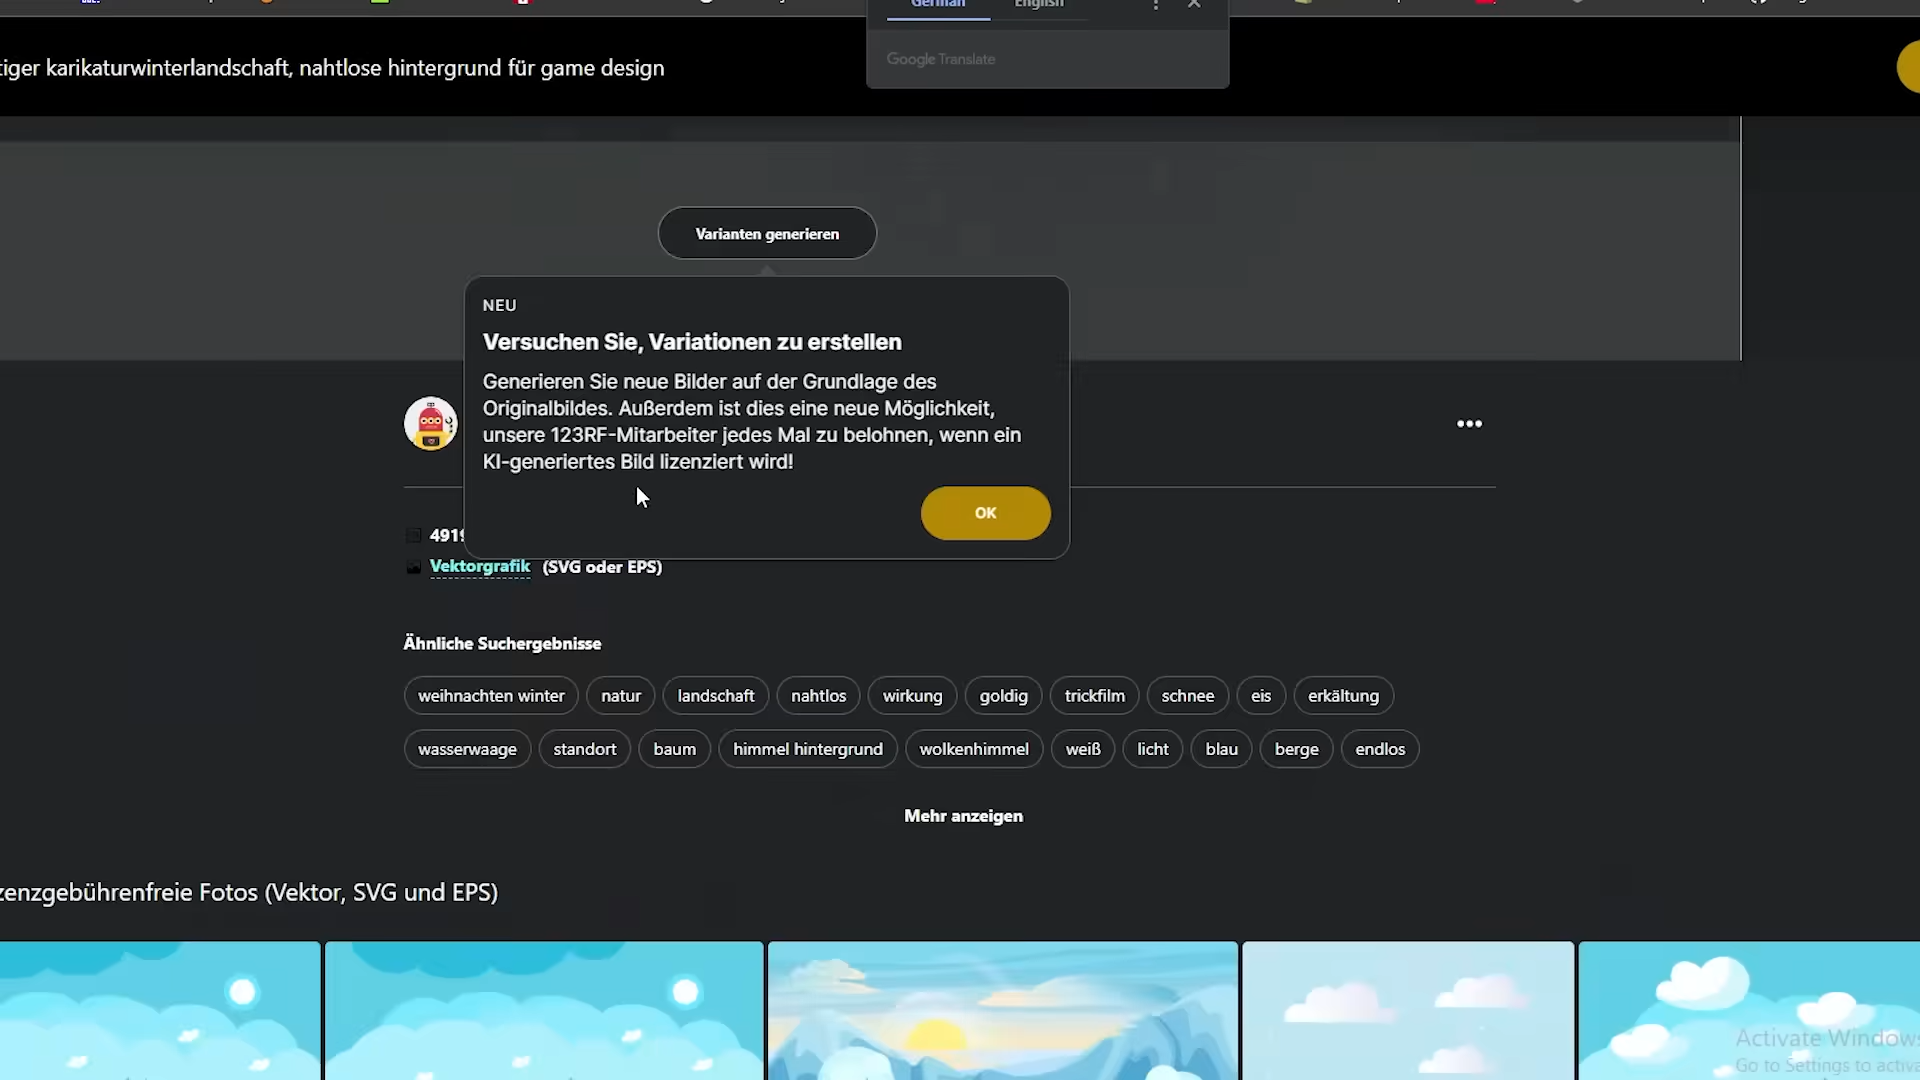 German English
Google Translate
tiger karikaturwinterlandschaft, nahtlose hintergrund für game design
Varianten generieren
NEU
Versuchen Sie, Variationen zu erstellen
Generieren Sie neue Bilder auf der Grundlage des
Originalbildes. Außerdem ist dies eine neue Möglichkeit,
unsere 123RF-Mitarbeiter jedes Mal zu belohnen, wenn ein
KI-generiertes Bild lizenziert wird!
OK
Vektorgrafik (SVG oder EPS)
Ähnliche Suchergebnisse
weihnachten winter natur landschaft nahtlos wirkung goldig trickfilm schnee eis erkältung
wasserwaage standort baum himmel hintergrund wolkenhimmel weiß licht blau berge endlos
Mehr anzeigen
zenzgebührenfreie Fotos (Vektor, SVG und EPS)
Activate Windows
Go to Settings to activa